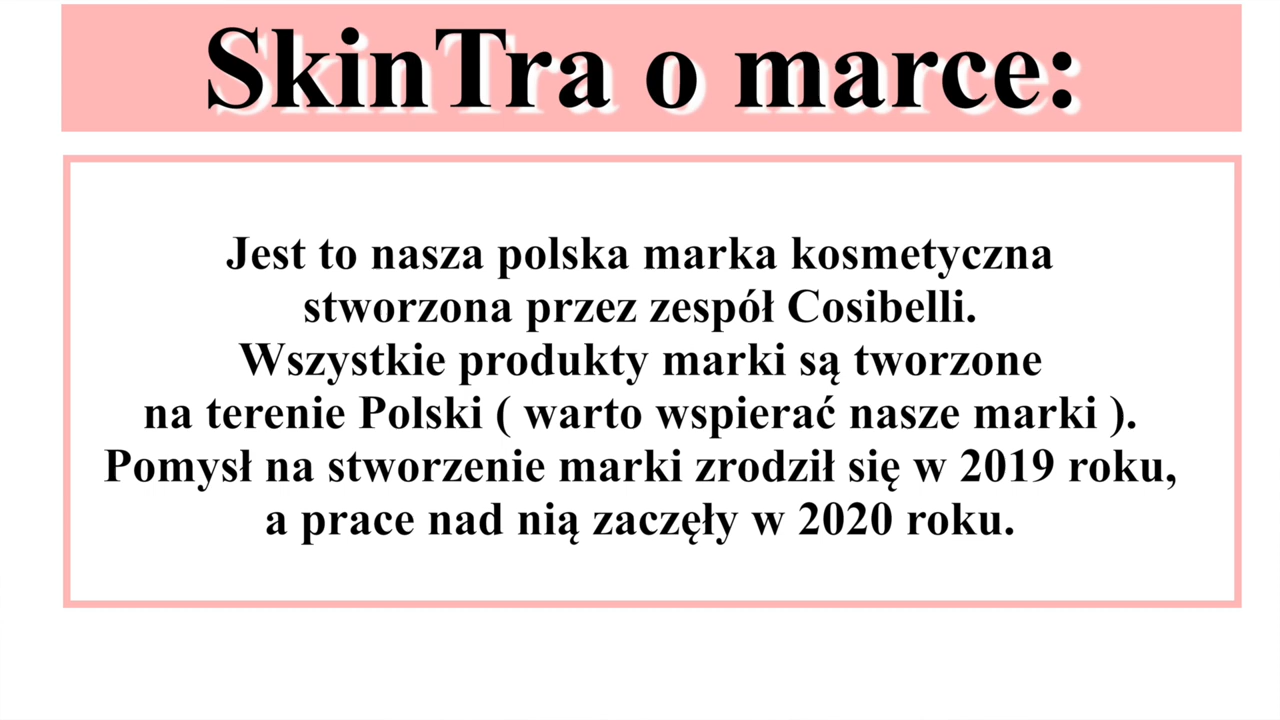 SkinTra o marce:
Jest to nasza polska marka kosmetyczna
stworzona przez zespół Cosibelli.
Wszystkie produkty marki są tworzone
na terenie Polski ( warto wspierać nasze marki ).
Pomysł na stworzenie marki zrodził się w 2019 roku,
a prace nad nią zaczęły w 2020 roku.